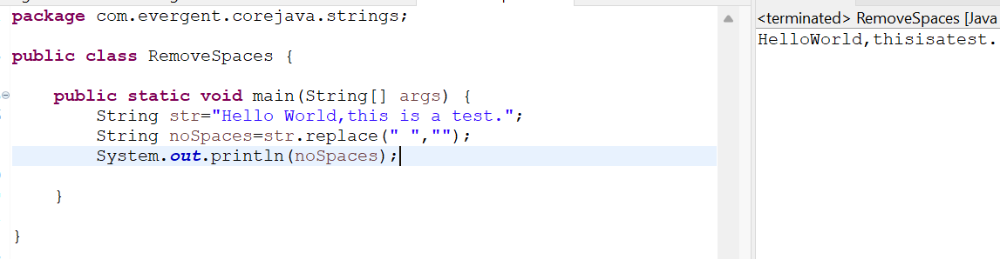 package com.evergent.corejava.strings;
public class RemoveSpaces {
public static void main(String[] args) {
String str="Hello World,this is a test.";
String noSpaces=str.replace(" ","");
System.out.println(noSpaces);
}
}
<terminated> RemoveSpaces [Java
HelloWorld,thisisatest.